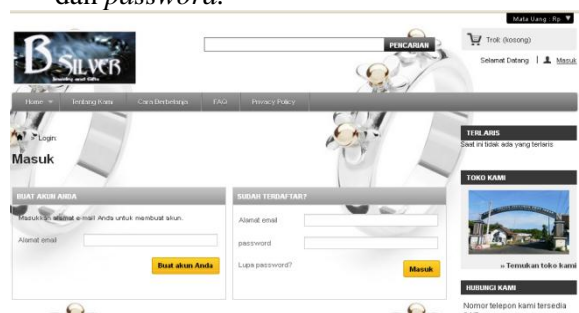 dan password.
Mata Uang : Rp ▼
B SILVER
Jewelry and Gifts
PENCARIAN
Troli: (kosong)
Selamat Datang | Masuk
Home
Tentang Kami
Cara Berbelanja
FAQ
Privacy Policy
Login
Masuk
BUAT AKUN ANDA
Masukkan alamat e-mail Anda untuk membuat akun.
Alamat email
Buat akun Anda
SUDAH TERDAFTAR?
Alamat email
password
Lupa password?
Masuk
TERLARIS
Saat ini tidak ada yang terlaris
TOKO KAMI
» Temukan toko kami
HUBUNGI KAMI
Nomor telepon kami tersedia